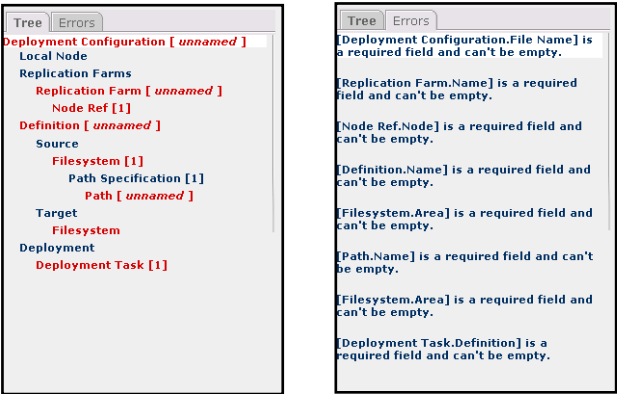 Tree Errors
Deployment Configuration [ unnamed ]
Local Node
Replication Farms
Replication Farm [ unnamed ]
Node Ref [1]
Definition [ unnamed ]
Source
Filesystem [1]
Path Specification [1]
Path [ unnamed ]
Target
Filesystem
Deployment
Deployment Task [1]
Tree Errors
[Deployment Configuration.File Name] is
a required field and can't be empty.
[Replication Farm.Name] is a required
field and can't be empty.
[Node Ref.Node] is a required field and
can't be empty.
[Definition.Name] is a required field and
can't be empty.
[Filesystem.Area] is a required field and
can't be empty.
[Path.Name] is a required field and can't
be empty.
[Filesystem.Area] is a required field and
can't be empty.
[Deployment Task.Definition] is a
required field and can't be empty.